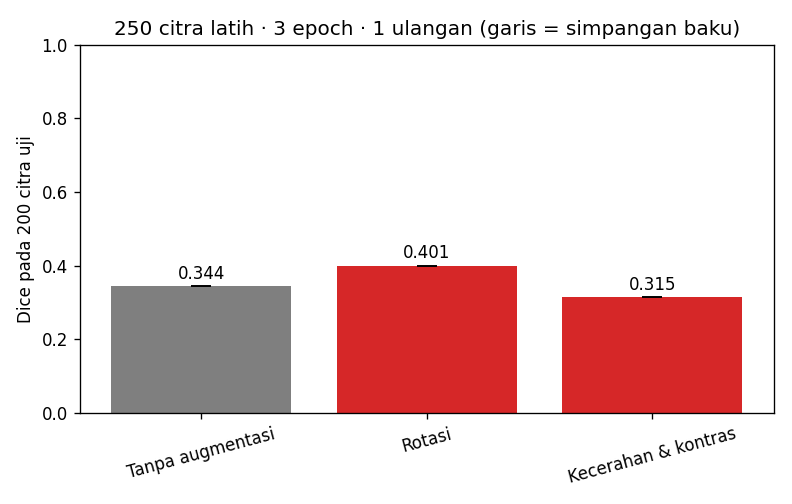 250 citra latih · 3 epoch · 1 ulangan (garis = simpangan baku)
Dice pada 200 citra uji
1.0
0.8
0.6
0.4
0.2
0.0
0.344
0.401
0.315
Tanpa augmentasi
Rotasi
Kecerahan & kontras